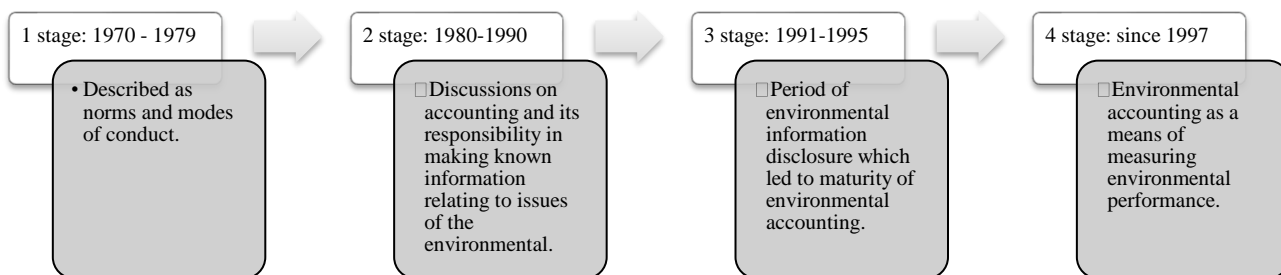 1 stage: 1970 - 1979
• Described as
norms and modes
of conduct.
2 stage: 1980-1990
□Discussions on
accounting and its
responsibility in
making known
information
relating to issues
of the
environmental.
3 stage: 1991-1995
□Period of
environmental
information
disclosure which
led to maturity of
environmental
accounting.
4 stage: since 1997
□Environmental
accounting as a
means of
measuring
environmental
performance.